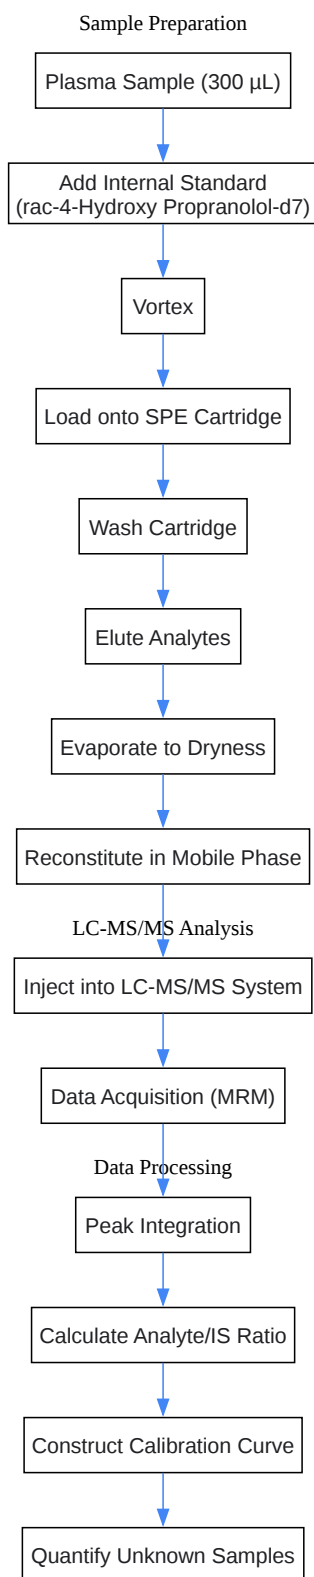 Sample Preparation
Plasma Sample (300 µL)
Add Internal Standard
(rac-4-Hydroxy Propranolol-d7)
Vortex
Load onto SPE Cartridge
Wash Cartridge
Elute Analytes
Evaporate to Dryness
Reconstitute in Mobile Phase
LC-MS/MS Analysis
Inject into LC-MS/MS System
Data Acquisition (MRM)
Data Processing
Peak Integration
Calculate Analyte/IS Ratio
Construct Calibration Curve
Quantify Unknown Samples